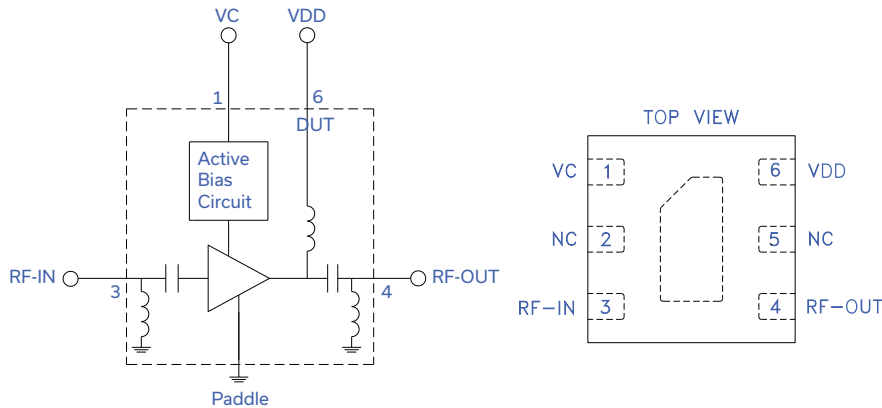 VC
VDD
1
6
DUT
Active
Bias
Circuit
RF-IN
3
RF-OUT
4
Paddle
TOP VIEW
VC
1
6
VDD
NC
2
5
NC
RF-IN
3
4
RF-OUT